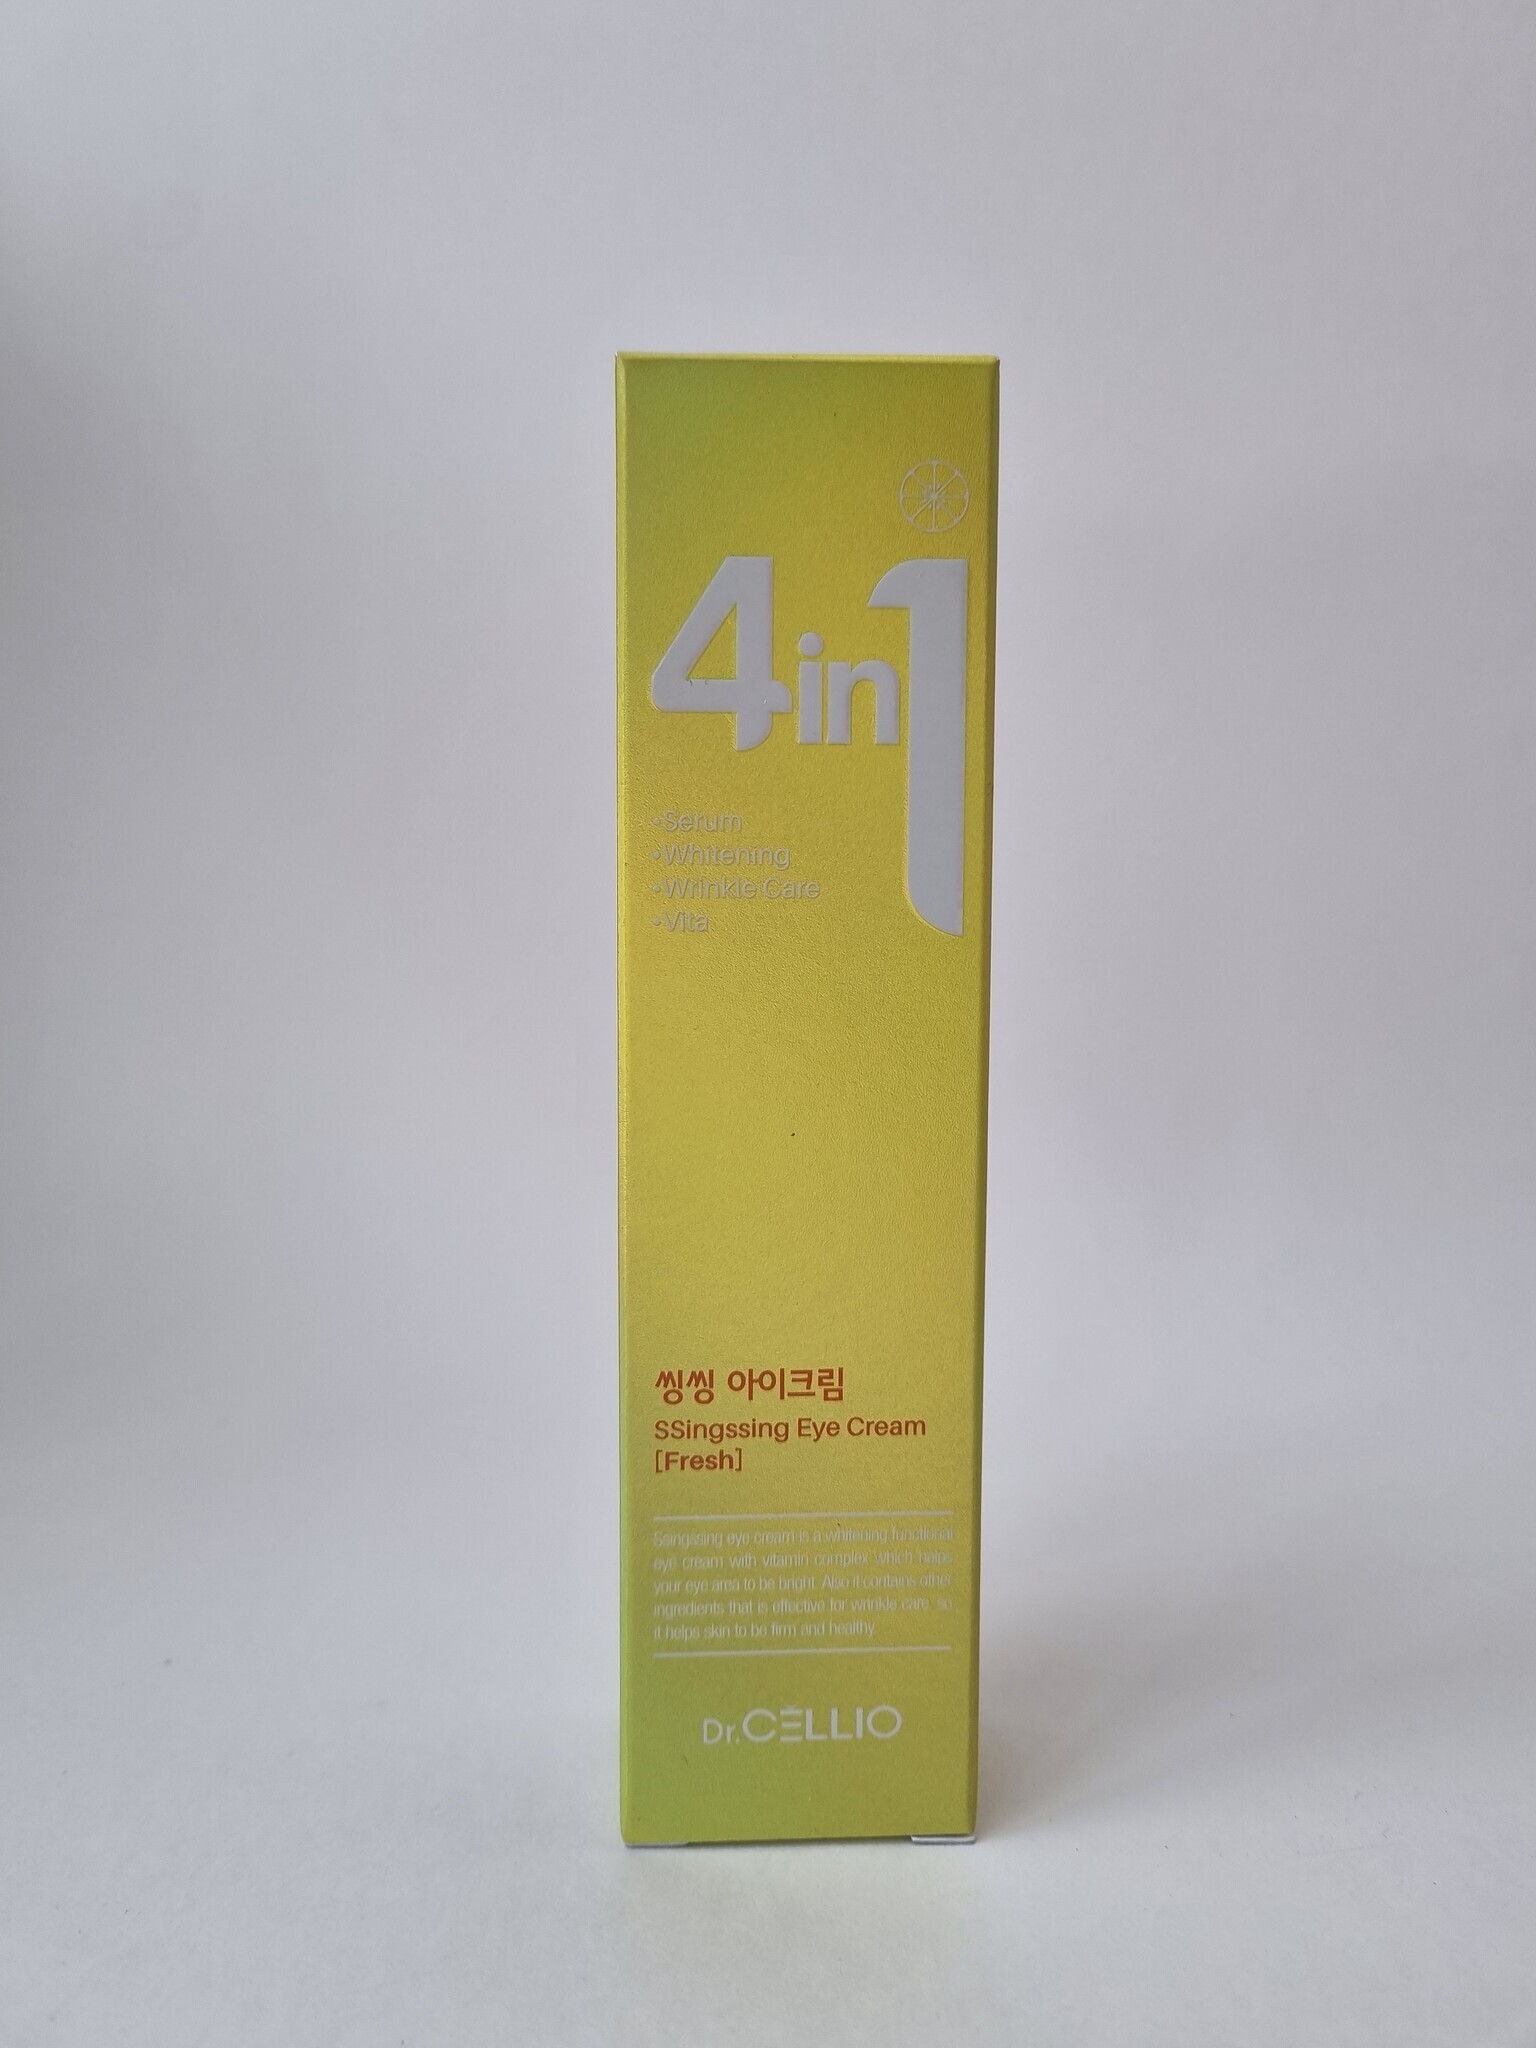 4in1
•Serum
•Whitening
•Wrinkle Care
•Vita
씽씽 아이크림
SSingssing Eye Cream
[Fresh]
Ssingssing eye cream is a whitening functional
eye cream with vitamin complex which helps
your eye area to be bright. Also it contains other
ingredients that is effective for wrinkle care, so
it helps skin to be firm and healthy.
Dr.CĒLLIO